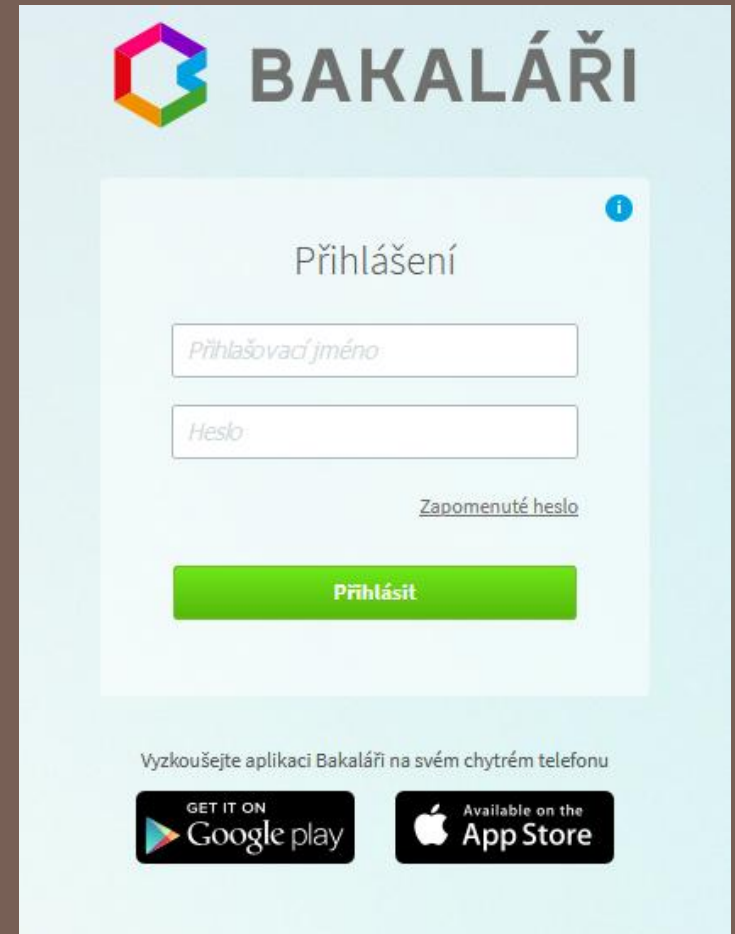 BAKALÁŘI
i
Přihlášení
Přihlašovací jméno
Heslo
Zapomenuté heslo
Přihlásit
Vyzkoušejte aplikaci Bakaláři na svém chytrém telefonu
GET IT ON
Google play
Available on the
App Store